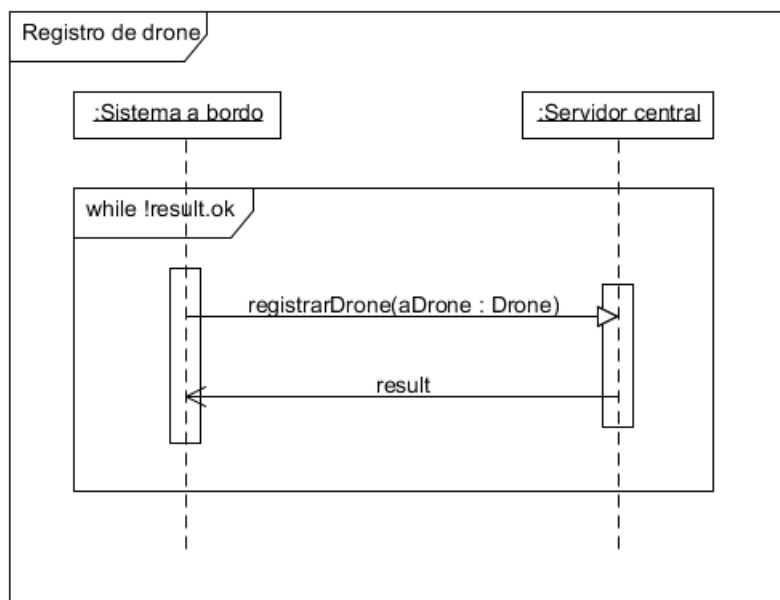 Registro de drone
:Sistema a bordo
:Servidor central
while !result.ok
registrarDrone(aDrone : Drone)
result